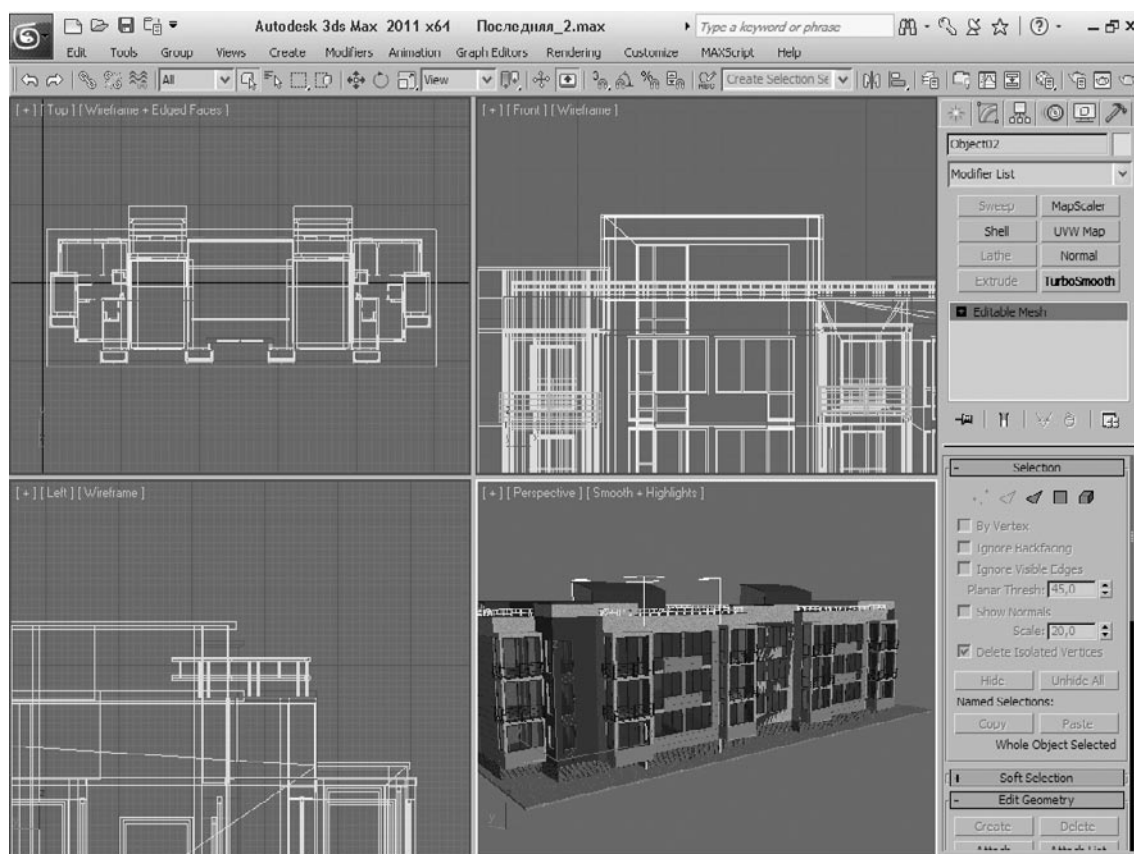 Autodesk 3ds Max 2011 x64 Последняя_2.max Type a keyword or phrase
Edit Tools Group Views Create Modifiers Animation Graph Editors Rendering Customize MAXScript Help
All View Create Selection Se
[ + ] [ Top ] [ Wireframe + Edged Faces ]
[ + ] [ Front ] [ Wireframe ]
Object02
Modifier List
Sweep MapScaler
Shell UVW Map
Lathe Normal
Extrude TurboSmooth
Editable Mesh
[ + ] [ Left ] [ Wireframe ]
[ + ] [ Perspective ] [ Smooth + Highlights ]
- Selection
By Vertex
Ignore Backfacing
Ignore Visible Edges
Planar Thresh: 45,0
Show Normals
Scale: 20,0
Delete Isolated Vertices
Hide Unhide All
Named Selections:
Copy Paste
Whole Object Selected
Soft Selection
- Edit Geometry
Create Delete
Attach Attach List